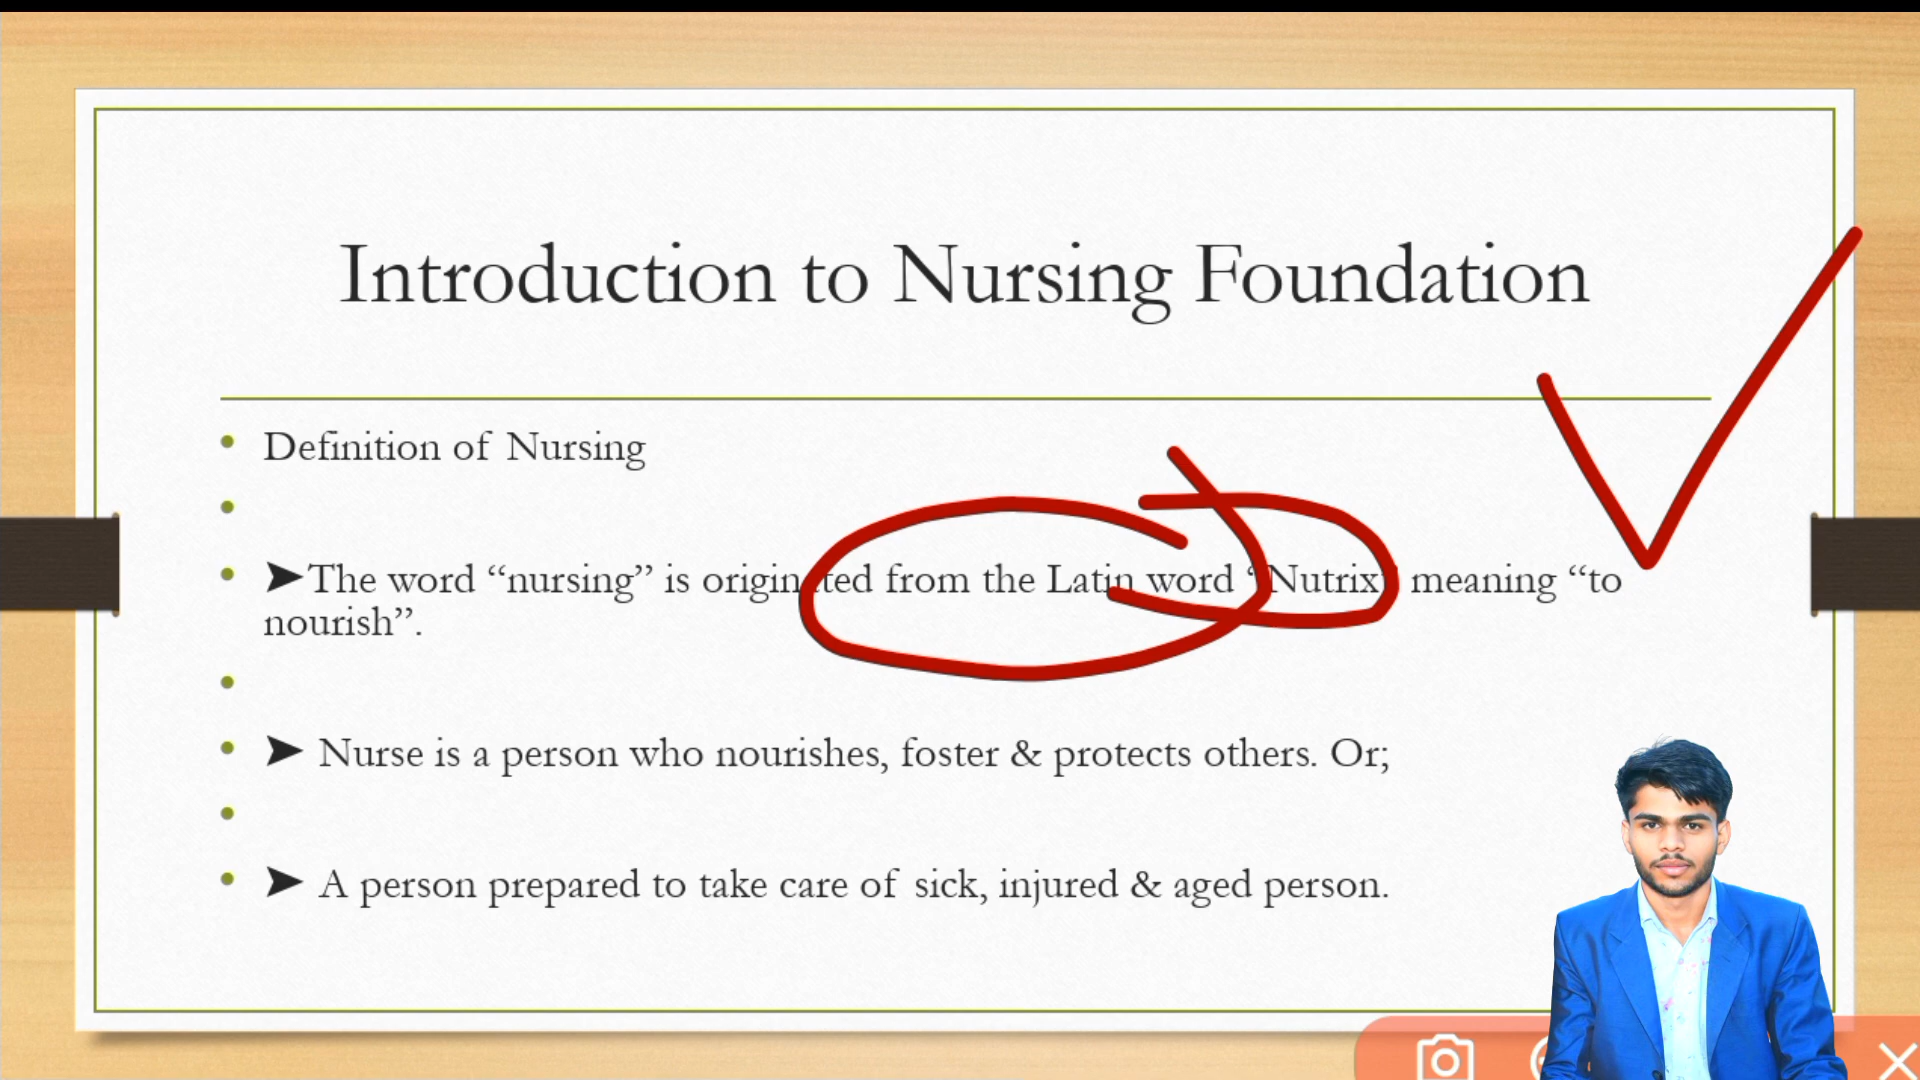 Introduction to Nursing Foundation
• Definition of Nursing
•
• ➤The word “nursing” is originated from the Latin word “Nutrix” meaning “to
nourish”.
•
• ➤ Nurse is a person who nourishes, foster & protects others. Or;
•
• ➤ A person prepared to take care of sick, injured & aged person.